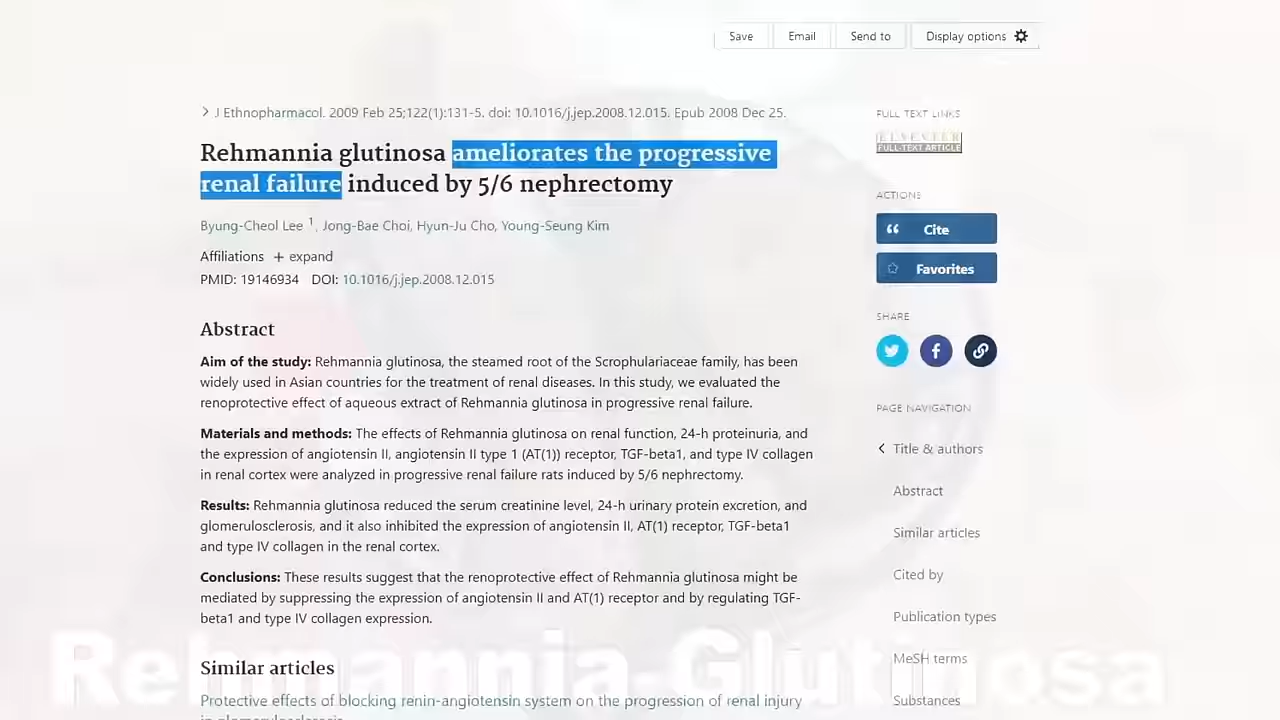 Save
Email
Send to
Display options
J Ethnopharmacol. 2009 Feb 25;122(1):131-5. doi: 10.1016/j.jep.2008.12.015. Epub 2008 Dec 25.
Rehmannia glutinosa ameliorates the progressive
renal failure induced by 5/6 nephrectomy
Byung-Cheol Lee 1, Jong-Bae Choi, Hyun-Ju Cho, Young-Seung Kim
Affiliations + expand
PMID: 19146934 DOI: 10.1016/j.jep.2008.12.015
Abstract
Aim of the study: Rehmannia glutinosa, the steamed root of the Scrophulariaceae family, has been
widely used in Asian countries for the treatment of renal diseases. In this study, we evaluated the
renoprotective effect of aqueous extract of Rehmannia glutinosa in progressive renal failure.
Materials and methods: The effects of Rehmannia glutinosa on renal function, 24-h proteinuria, and
the expression of angiotensin II, angiotensin II type 1 (AT(1)) receptor, TGF-beta1, and type IV collagen
in renal cortex were analyzed in progressive renal failure rats induced by 5/6 nephrectomy.
Results: Rehmannia glutinosa reduced the serum creatinine level, 24-h urinary protein excretion, and
glomerulosclerosis, and it also inhibited the expression of angiotensin II, AT(1) receptor, TGF-beta1
and type IV collagen in the renal cortex.
Conclusions: These results suggest that the renoprotective effect of Rehmannia glutinosa might be
mediated by suppressing the expression of angiotensin II and AT(1) receptor and by regulating TGF-
beta1 and type IV collagen expression.
Similar articles
Protective effects of blocking renin-angiotensin system on the progression of renal injury
in glomerulosclerosis.
FULL TEXT LINKS
ELSEVIER
FULL-TEXT ARTICLE
ACTIONS
Cite
Favorites
SHARE
PAGE NAVIGATION
Title & authors
Abstract
Similar articles
Cited by
Publication types
MeSH terms
Substances
Rehmannia Glutinosa